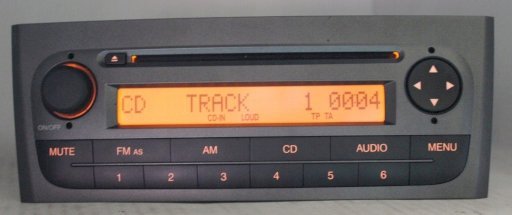 CD TRACK 1 0004
CD-IN LOUD TP TA
ON/OFF
MUTE FM AS AM CD AUDIO MENU
1 2 3 4 5 6